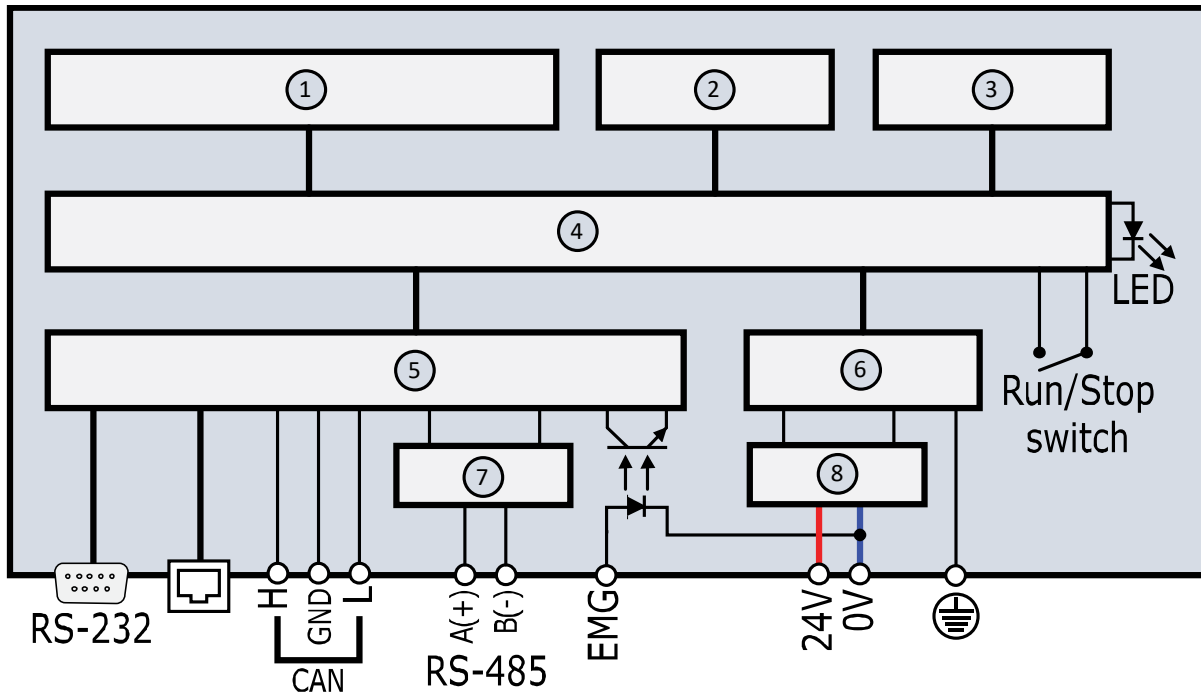 1
2
3
4
LED
5
6
Run/Stop
switch
7
8
RS-232
H
GND
L
CAN
A(+)
B(-)
RS-485
EMG
24V
0V